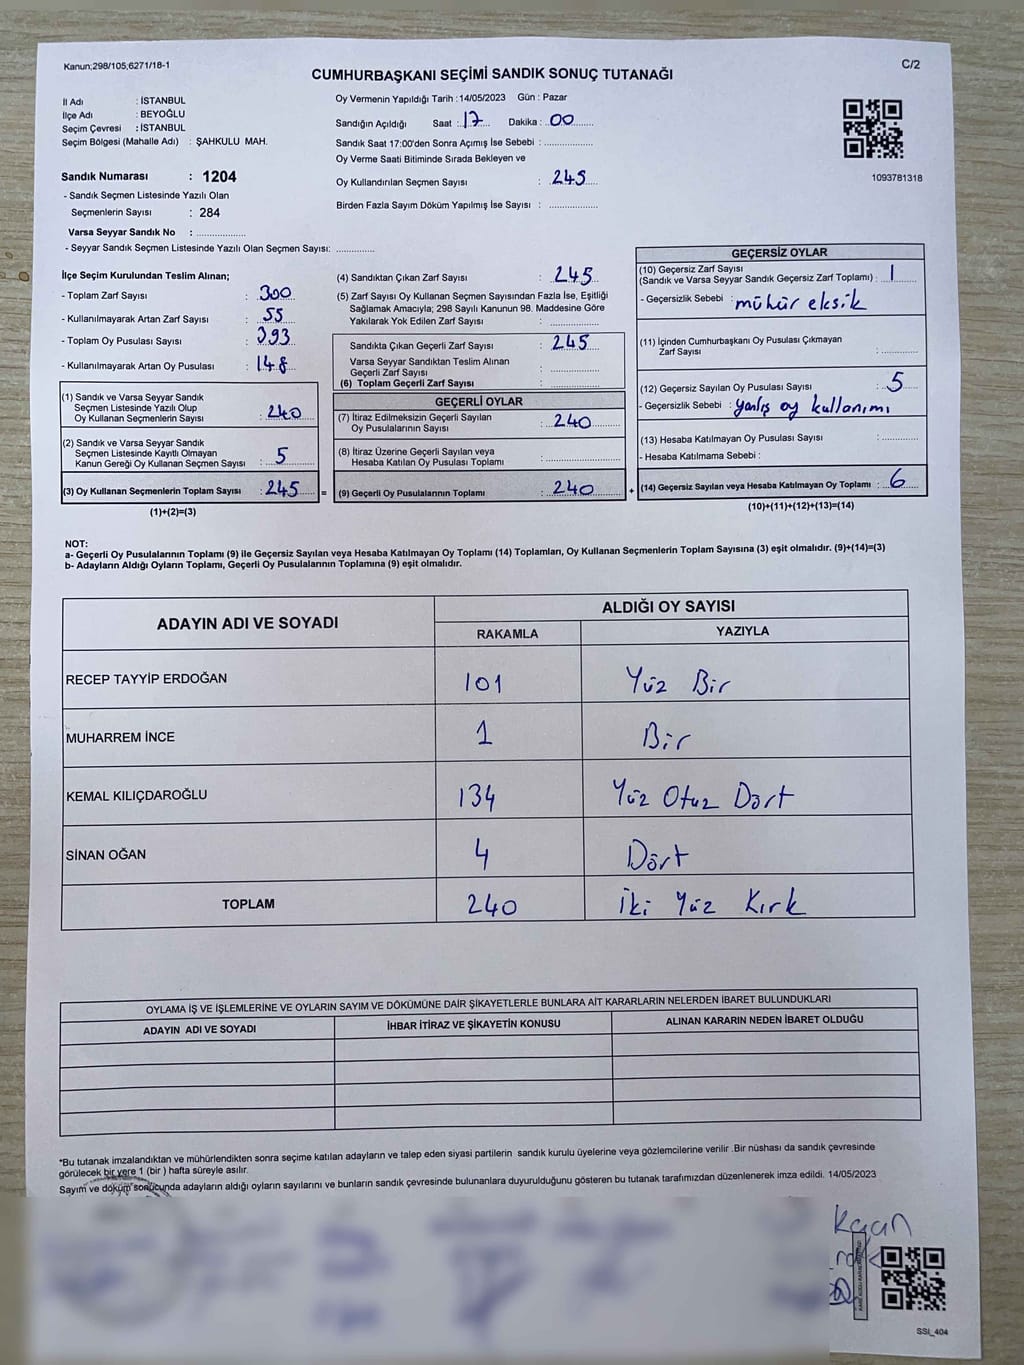 Kanun;298/105,6271/18-1
C/2
CUMHURBAŞKANI SEÇİMİ SANDIK SONUÇ TUTANAĞI
İl Adı : İSTANBUL
İlçe Adı : BEYOĞLU
Seçim Çevresi : İSTANBUL
Seçim Bölgesi (Mahalle Adı) : ŞAHKULU MAH.
Sandık Numarası : 1204
- Sandık Seçmen Listesinde Yazılı Olan
Seçmenlerin Sayısı : 284
Varsa Seyyar Sandık No : ..............
- Seyyar Sandık Seçmen Listesinde Yazılı Olan Seçmen Sayısı: ..............
Oy Vermenin Yapıldığı Tarih :14/05/2023 Gün : Pazar
Sandığın Açıldığı Saat : 17 Dakika : 00
Sandık Saat 17:00'den Sonra Açımış İse Sebebi : ..............
Oy Verme Saati Bitiminde Sırada Bekleyen ve
Oy Kullandırılan Seçmen Sayısı : 245
Birden Fazla Sayım Döküm Yapılmış İse Sayısı : ..............
1093781318
İlçe Seçim Kurulundan Teslim Alınan;
- Toplam Zarf Sayısı : 300
- Kullanılmayarak Artan Zarf Sayısı : 55
- Toplam Oy Pusulası Sayısı : 393
- Kullanılmayarak Artan Oy Pusulası : 148
(1) Sandık ve Varsa Seyyar Sandık
Seçmen Listesinde Yazılı Olup
Oy Kullanan Seçmenlerin Sayısı : 240
(2) Sandık ve Varsa Seyyar Sandık
Seçmen Listesinde Kayıtlı Olmayan
Kanun Gereği Oy Kullanan Seçmen Sayısı : 5
(3) Oy Kullanan Seçmenlerin Toplam Sayısı : 245 =
(1)+(2)=(3)
(4) Sandıktan Çıkan Zarf Sayısı : 245
(5) Zarf Sayısı Oy Kullanan Seçmen Sayısından Fazla İse, Eşitliği
Sağlamak Amacıyla; 298 Sayılı Kanunun 98. Maddesine Göre
Yakılarak Yok Edilen Zarf Sayısı : ..............
Sandıkta Çıkan Geçerli Zarf Sayısı : 245
Varsa Seyyar Sandıktan Teslim Alınan
Geçerli Zarf Sayısı : ..............
(6) Toplam Geçerli Zarf Sayısı : ..............
GEÇERLİ OYLAR
(7) İtiraz Edilmeksizin Geçerli Sayılan
Oy Pusulalarının Sayısı : 240
(8) İtiraz Üzerine Geçerli Sayılan veya
Hesaba Katılan Oy Pusulası Toplamı : ..............
(9) Geçerli Oy Pusulalarının Toplamı : 240 +
GEÇERSİZ OYLAR
(10) Geçersiz Zarf Sayısı
(Sandık ve Varsa Seyyar Sandık Geçersiz Zarf Toplamı) : 1
- Geçersizlik Sebebi : mühür eksik
(11) İçinden Cumhurbaşkanı Oy Pusulası Çıkmayan
Zarf Sayısı : ..............
(12) Geçersiz Sayılan Oy Pusulası Sayısı : 5
- Geçersizlik Sebebi : yanlış oy kullanımı
(13) Hesaba Katılmayan Oy Pusulası Sayısı : ..............
- Hesaba Katılmama Sebebi :
(14) Geçersiz Sayılan veya Hesaba Katılmayan Oy Toplamı : 6
(10)+(11)+(12)+(13)=(14)
NOT:
a- Geçerli Oy Pusulalarının Toplamı (9) ile Geçersiz Sayılan veya Hesaba Katılmayan Oy Toplamı (14) Toplamları, Oy Kullanan Seçmenlerin Toplam Sayısına (3) eşit olmalıdır. (9)+(14)=(3)
b- Adayların Aldığı Oyların Toplamı, Geçerli Oy Pusulalarının Toplamına (9) eşit olmalıdır.
ADAYIN ADI VE SOYADI
ALDIĞI OY SAYISI
RAKAMLA YAZIYLA
RECEP TAYYİP ERDOĞAN 101 Yüz Bir
MUHARREM İNCE 1 Bir
KEMAL KILIÇDAROĞLU 134 Yüz Otuz Dört
SİNAN OĞAN 4 Dört
TOPLAM 240 İki Yüz Kırk
OYLAMA İŞ VE İŞLEMLERİNE VE OYLARIN SAYIM VE DÖKÜMÜNE DAİR ŞİKAYETLERLE BUNLARA AİT KARARLARIN NELERDEN İBARET BULUNDUKLARI
ADAYIN ADI VE SOYADI İHBAR İTİRAZ VE ŞİKAYETİN KONUSU ALINAN KARARIN NEDEN İBARET OLDUĞU
*Bu tutanak imzalandıktan ve mühürlendikten sonra seçime katılan adayların ve talep eden siyasi partilerin sandık kurulu üyelerine veya gözlemcilerine verilir .Bir nüshası da sandık çevresinde
görülecek bir yere 1 (bir ) hafta süreyle asılır.
Sayım ve döküm sonucunda adayların aldığı oyların sayılarını ve bunların sandık çevresinde bulunanlara duyurulduğunu gösteren bu tutanak tarafımızdan düzenlenerek imza edildi. 14/05/2023
Kaan
SSI_404